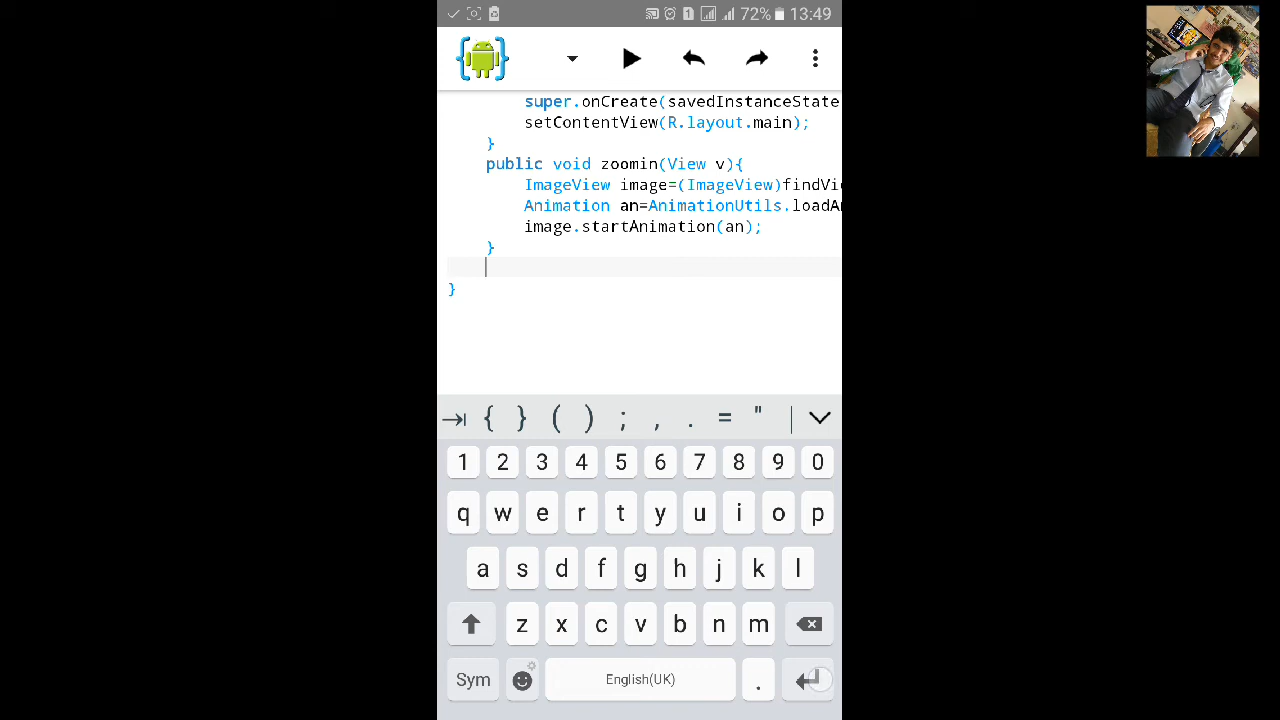 72% 13:49
super.onCreate(savedInstanceState
setContentView(R.layout.main);
}
public void zoomin(View v){
ImageView image=(ImageView)findVi
Animation an=AnimationUtils.loadA
image.startAnimation(an);
}
}
{ } ( ) ; , . = " |
1 2 3 4 5 6 7 8 9 0
q w e r t y u i o p
a s d f g h j k l
z x c v b n m
Sym English(UK) .